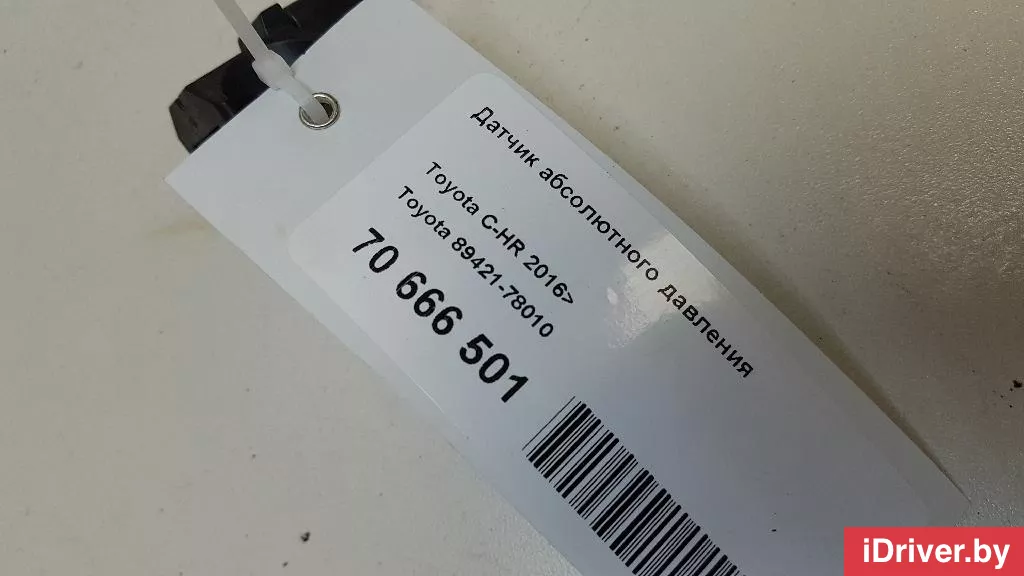 Датчик абсолютного давления
Toyota C-HR 2016>
Toyota 89421-78010
70 666 501
iDriver.by